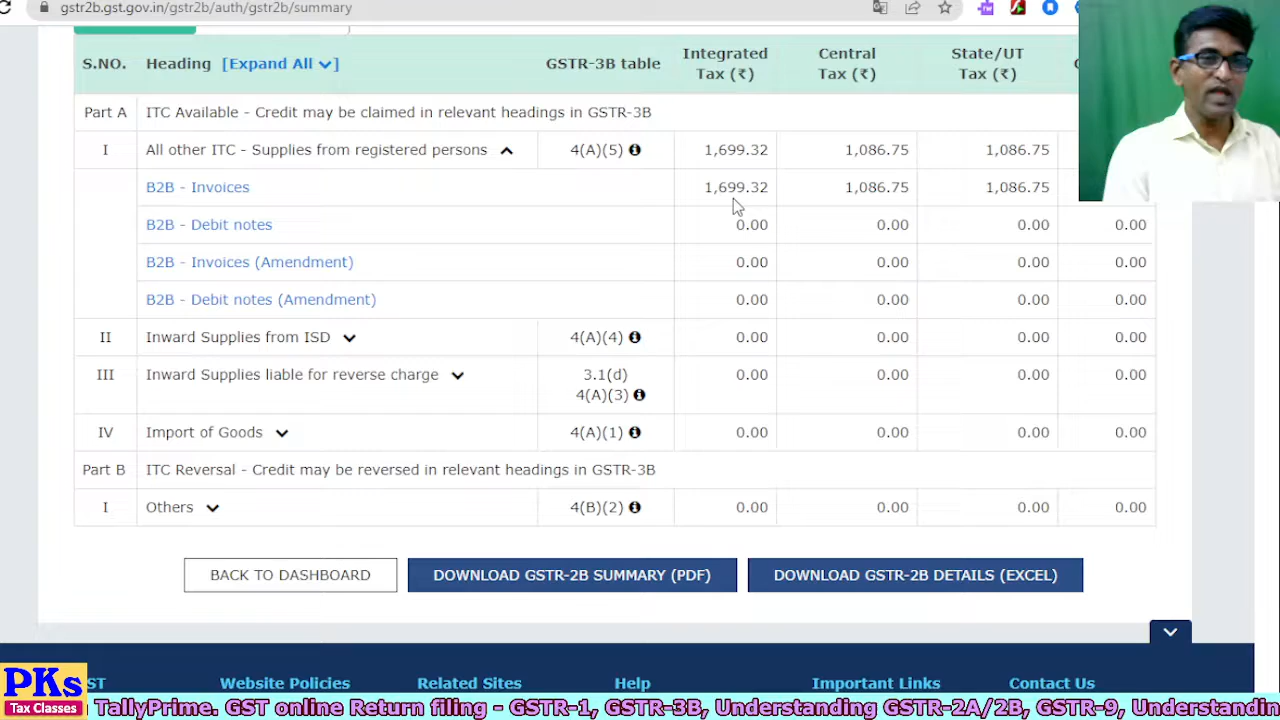 gstr2b.gst.gov.in/gstr2b/auth/gstr2b/summary
S.NO. Heading [Expand All ] GSTR-3B table Integrated Tax (₹) Central Tax (₹) State/UT Tax (₹) C
Part A ITC Available - Credit may be claimed in relevant headings in GSTR-3B
I All other ITC - Supplies from registered persons 4(A)(5) 1,699.32 1,086.75 1,086.75
B2B - Invoices 1,699.32 1,086.75 1,086.75
B2B - Debit notes 0.00 0.00 0.00 0.00
B2B - Invoices (Amendment) 0.00 0.00 0.00 0.00
B2B - Debit notes (Amendment) 0.00 0.00 0.00 0.00
II Inward Supplies from ISD 4(A)(4) 0.00 0.00 0.00 0.00
III Inward Supplies liable for reverse charge 3.1(d) 4(A)(3) 0.00 0.00 0.00 0.00
IV Import of Goods 4(A)(1) 0.00 0.00 0.00 0.00
Part B ITC Reversal - Credit may be reversed in relevant headings in GSTR-3B
I Others 4(B)(2) 0.00 0.00 0.00 0.00
BACK TO DASHBOARD DOWNLOAD GSTR-2B SUMMARY (PDF) DOWNLOAD GSTR-2B DETAILS (EXCEL)
ST Website Policies Related Sites Help Important Links Contact Us
PKs
Tax Classes
TallyPrime. GST online Return filing - GSTR-1, GSTR-3B, Understanding GSTR-2A/2B, GSTR-9, Understandin